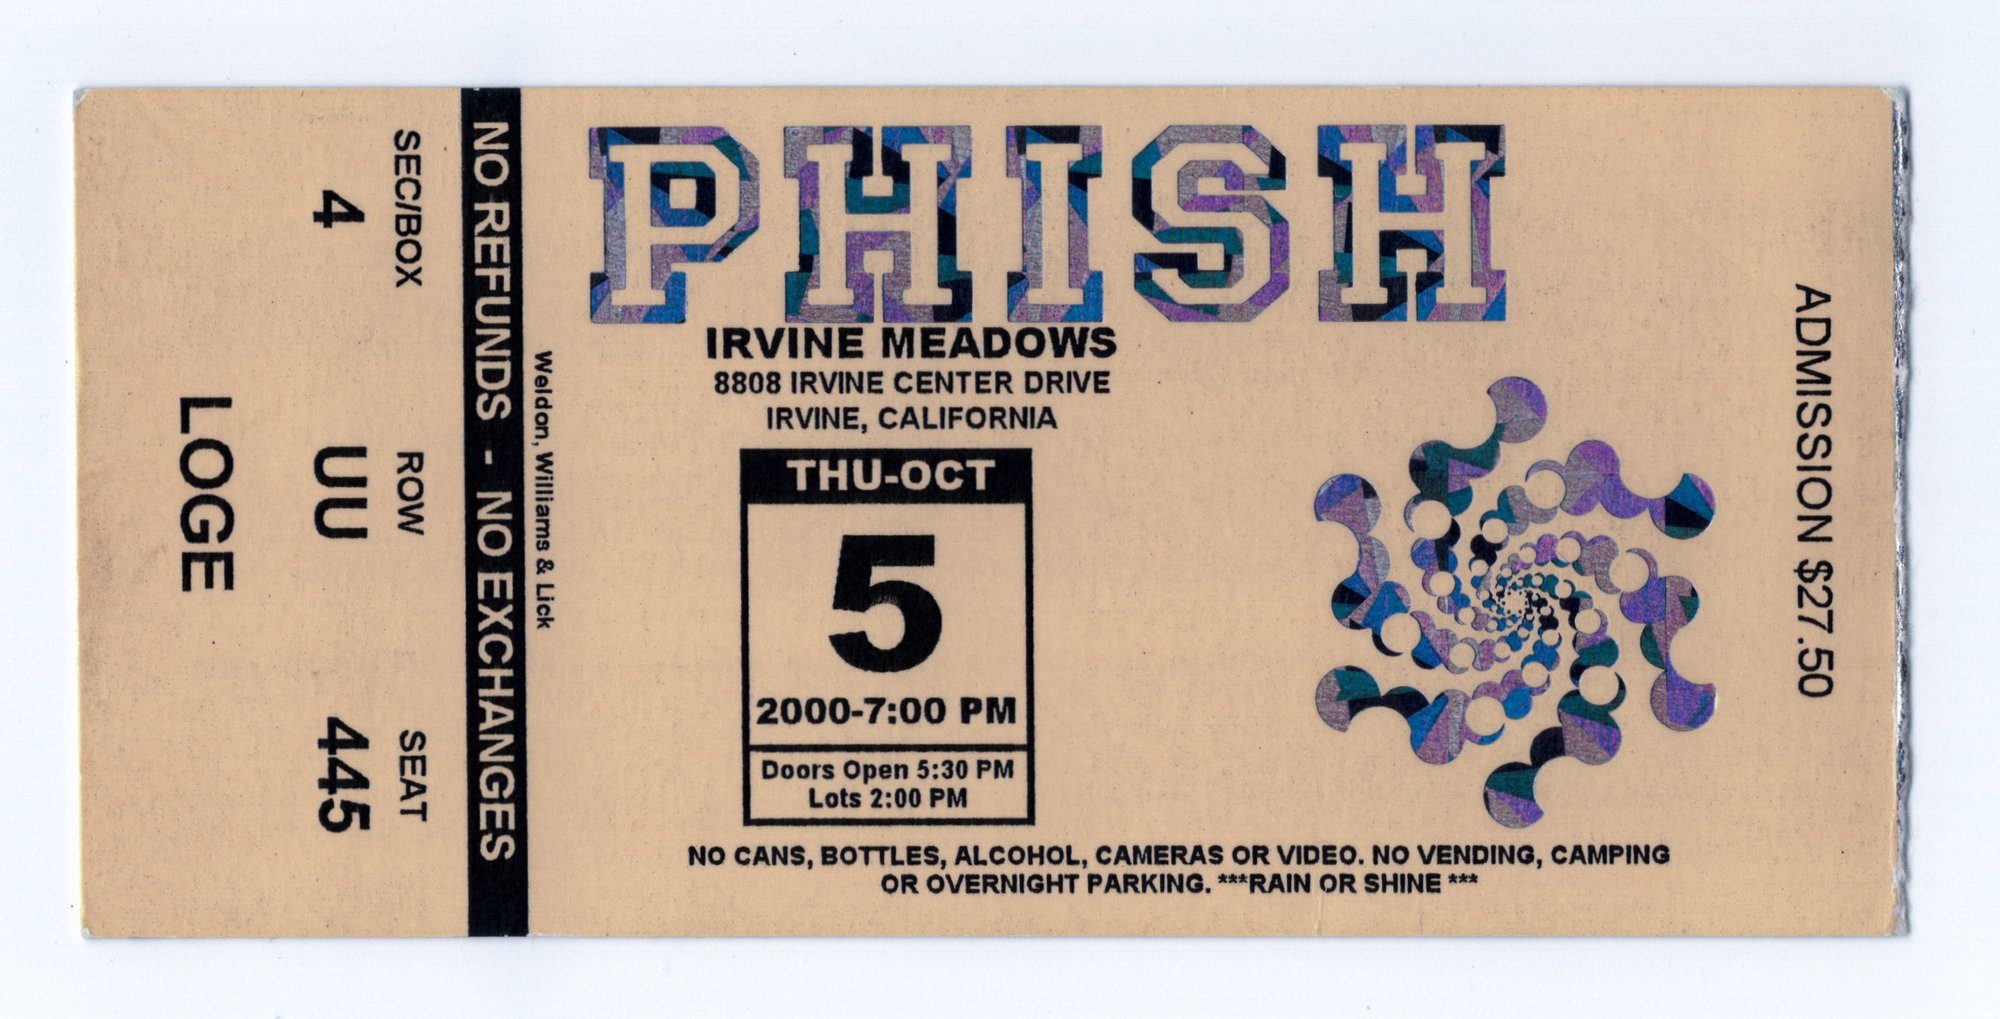 SEC/BOX
4
ROW
UU
SEAT
445
LOGE
NO REFUNDS - NO EXCHANGES
Weldon, Williams & Lick
PHISH
IRVINE MEADOWS
8808 IRVINE CENTER DRIVE
IRVINE, CALIFORNIA
THU-OCT
5
2000-7:00 PM
Doors Open 5:30 PM
Lots 2:00 PM
NO CANS, BOTTLES, ALCOHOL, CAMERAS OR VIDEO. NO VENDING, CAMPING
OR OVERNIGHT PARKING. ***RAIN OR SHINE ***
ADMISSION $27.50